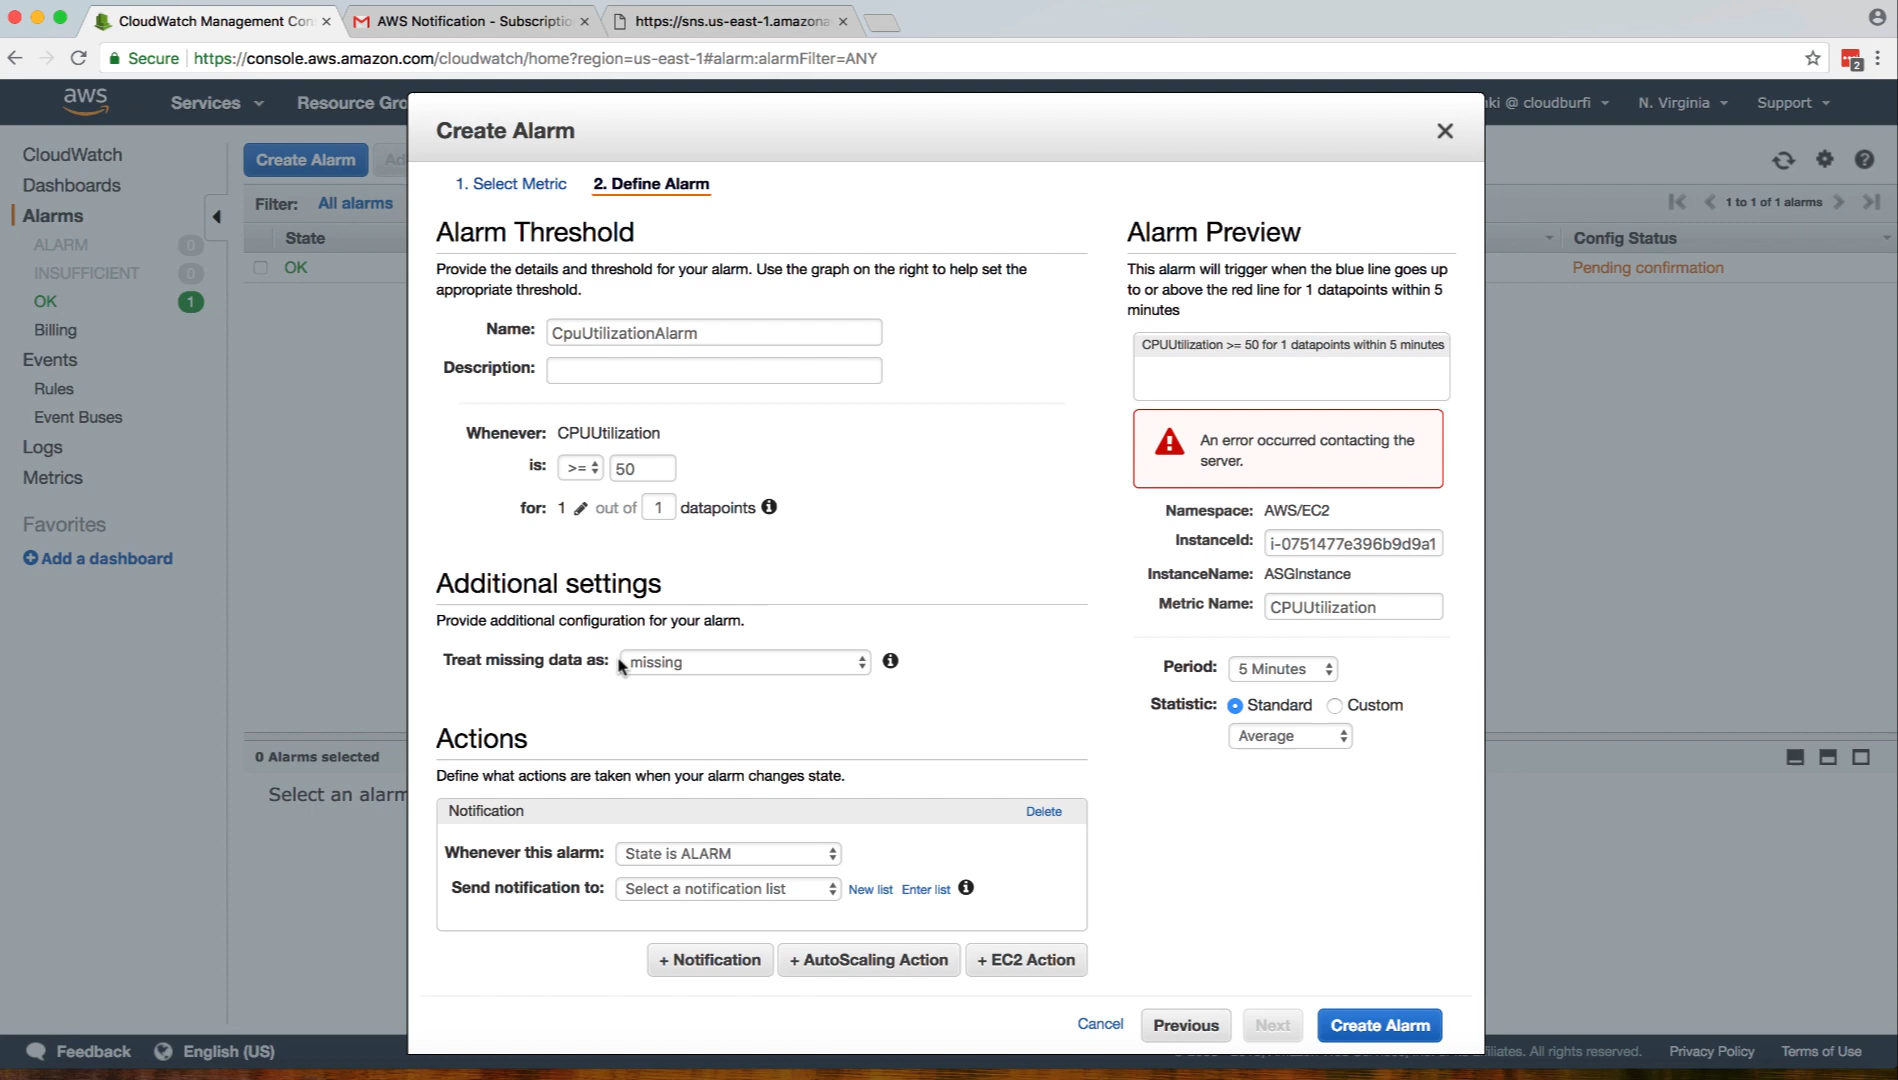 CloudWatch Management Con
AWS Notification - Subscriptio
https://sns.us-east-1.amazona
Secure
https://console.aws.amazon.com/cloudwatch/home?region=us-east-1#alarm:alarmFilter=ANY
2
aws
Services
Resource Gro
ki @ cloudburfi
N. Virginia
Support
CloudWatch
Dashboards
Alarms
ALARM 0
INSUFFICIENT 0
OK 1
Billing
Events
Rules
Event Buses
Logs
Metrics
Favorites
Add a dashboard
Create Alarm
Ad
Filter: All alarms
State
OK
0 Alarms selected
Select an alarm
1 to 1 of 1 alarms
Config Status
Pending confirmation
Create Alarm
1. Select Metric
2. Define Alarm
Alarm Threshold
Provide the details and threshold for your alarm. Use the graph on the right to help set the
appropriate threshold.
Name: CpuUtilizationAlarm
Description:
Whenever: CPUUtilization
is: >= 50
for: 1 out of 1 datapoints
Additional settings
Provide additional configuration for your alarm.
Treat missing data as: missing
Actions
Define what actions are taken when your alarm changes state.
Notification
Delete
Whenever this alarm: State is ALARM
Send notification to: Select a notification list New list Enter list
+ Notification
+ AutoScaling Action
+ EC2 Action
Alarm Preview
This alarm will trigger when the blue line goes up
to or above the red line for 1 datapoints within 5
minutes
CPUUtilization >= 50 for 1 datapoints within 5 minutes
An error occurred contacting the
server.
Namespace: AWS/EC2
InstanceId: i-0751477e396b9d9a1
InstanceName: ASGInstance
Metric Name: CPUUtilization
Period: 5 Minutes
Statistic: Standard Custom
Average
Cancel
Previous
Next
Create Alarm
Feedback
English (US)
iliates. All rights reserved.
Privacy Policy
Terms of Use